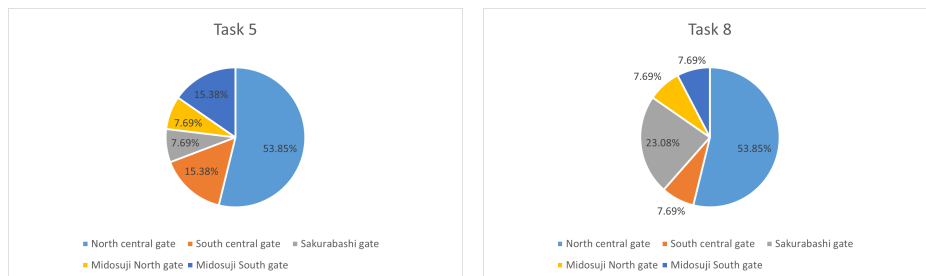 Task 5
15.38%
7.69%
7.69%
53.85%
15.38%
North central gate South central gate Sakurabashi gate
Midosuji North gate Midosuji South gate
Task 8
7.69%
7.69%
23.08%
53.85%
7.69%
North central gate South central gate Sakurabashi gate
Midosuji North gate Midosuji South gate